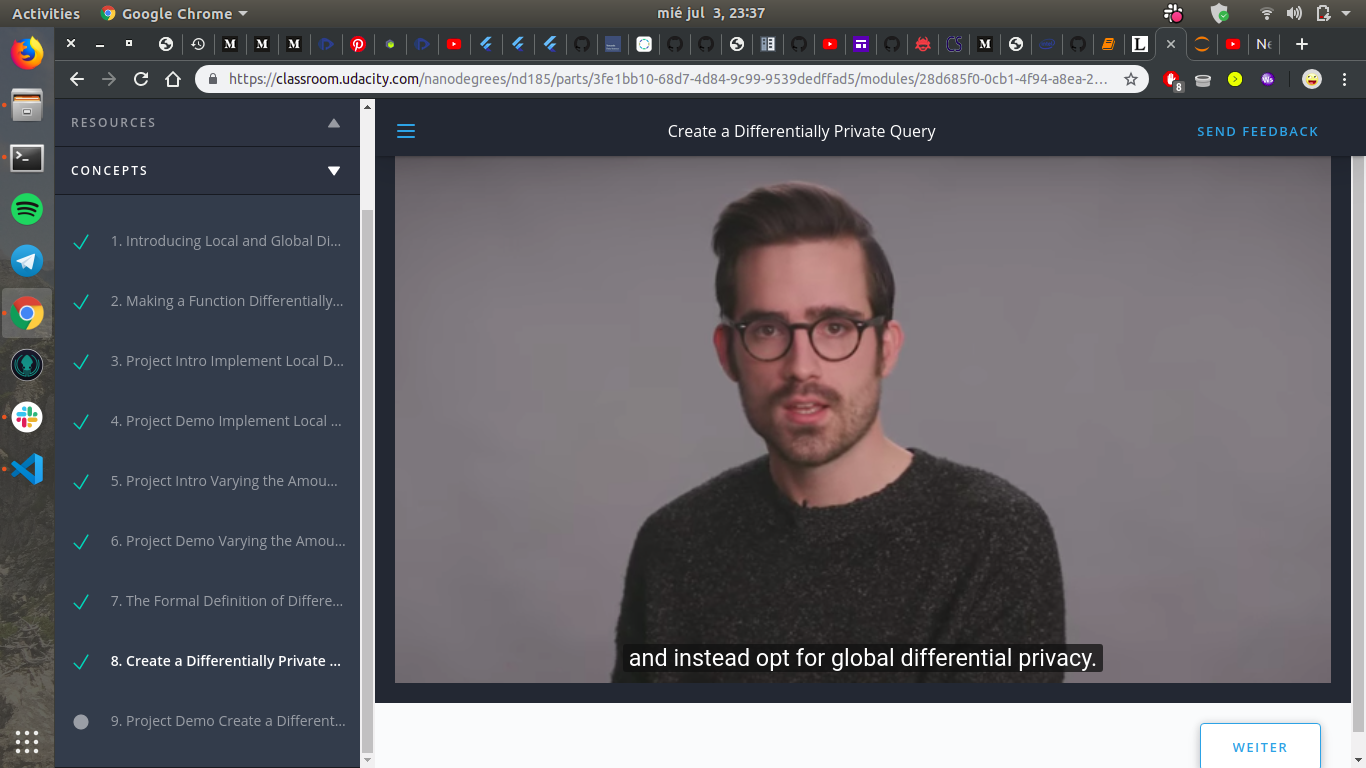 Activities
Google Chrome
mié jul 3, 23:37
https://classroom.udacity.com/nanodegrees/nd185/parts/3fe1bb10-68d7-4d84-9c99-9539dedffad5/modules/28d685f0-0cb1-4f94-a8ea-2…
8
RESOURCES
CONCEPTS
1. Introducing Local and Global Di...
2. Making a Function Differentially...
3. Project Intro Implement Local D...
4. Project Demo Implement Local ...
5. Project Intro Varying the Amou...
6. Project Demo Varying the Amou...
7. The Formal Definition of Differe...
8. Create a Differentially Private ...
9. Project Demo Create a Different...
Create a Differentially Private Query
SEND FEEDBACK
and instead opt for global differential privacy.
WEITER